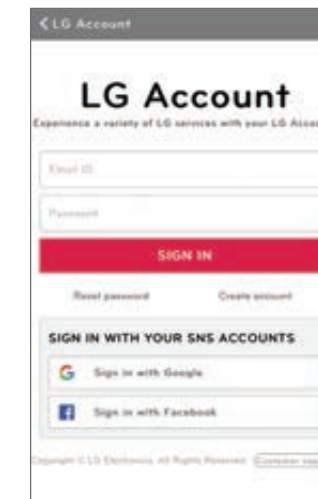 LG Account
LG Account
Experience a variety of LG services with your LG Accou
Email ID
Password
SIGN IN
Reset password Create account
SIGN IN WITH YOUR SNS ACCOUNTS
Sign in with Google
Sign in with Facebook
Copyright © LG Electronics. All Rights Reserved. Customer sup